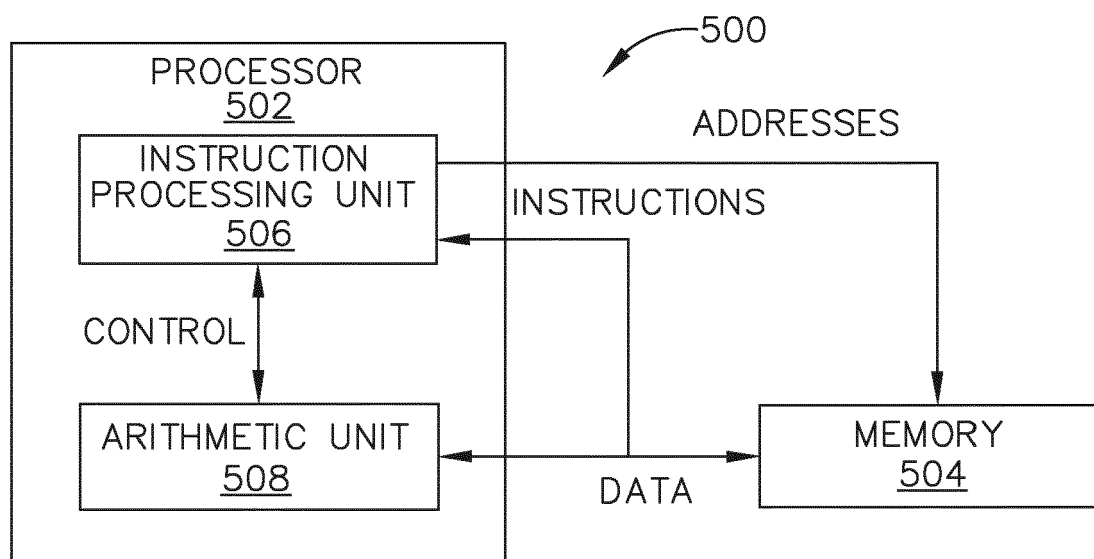 500
PROCESSOR
502
ADDRESSES
INSTRUCTION
PROCESSING UNIT
506
INSTRUCTIONS
CONTROL
ARITHMETIC UNIT
508
DATA
MEMORY
504